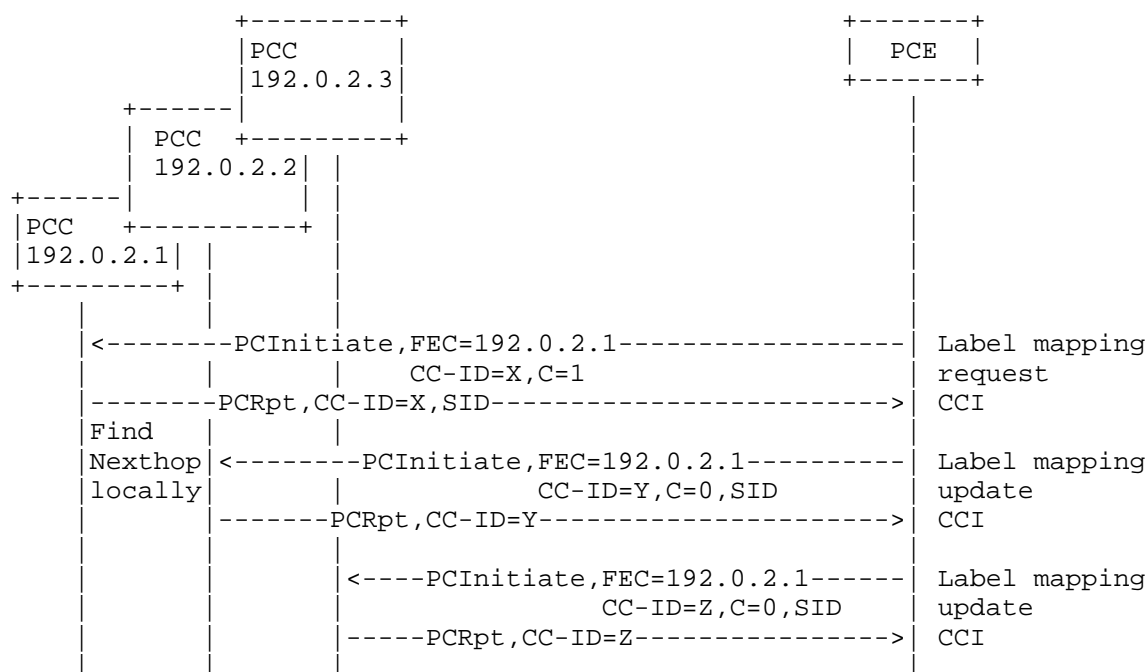 PCC
192.0.2.3
PCE
PCC
192.0.2.2
PCC
192.0.2.1
PCInitiate,FEC=192.0.2.1 Label mapping
CC-ID=X,C=1 request
PCRpt,CC-ID=X,SID CCI
Find
Nexthop PCInitiate,FEC=192.0.2.1 Label mapping
locally CC-ID=Y,C=0,SID update
PCRpt,CC-ID=Y CCI
PCInitiate,FEC=192.0.2.1 Label mapping
CC-ID=Z,C=0,SID update
PCRpt,CC-ID=Z CCI